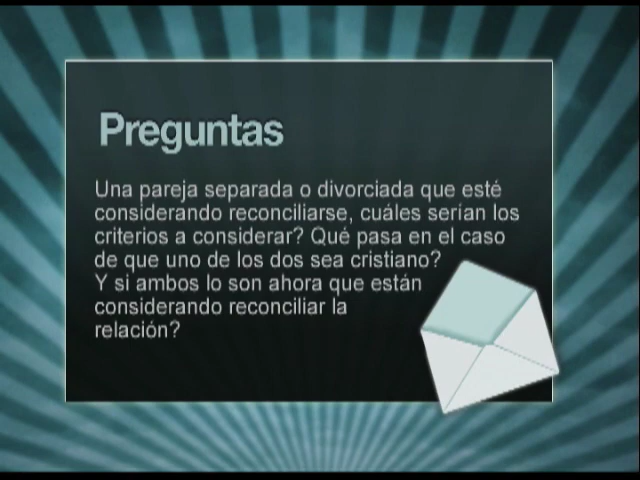 Preguntas
Una pareja separada o divorciada que esté
considerando reconciliarse, cuáles serían los
criterios a considerar? Qué pasa en el caso
de que uno de los dos sea cristiano?
Y si ambos lo son ahora que están
considerando reconciliar la
relación?